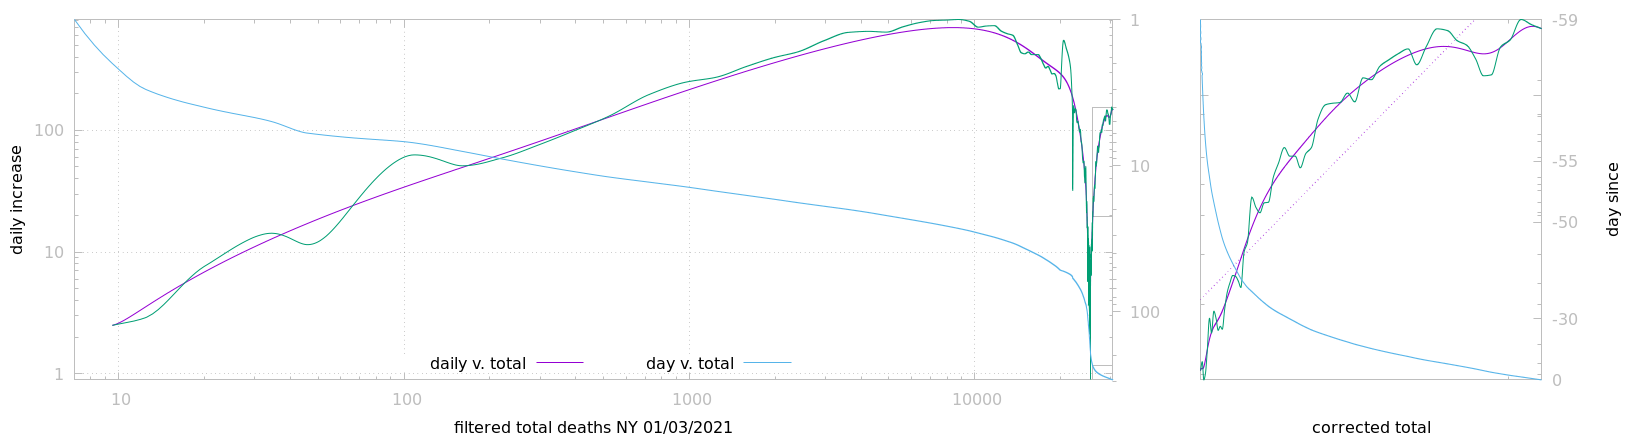 daily increase
100
10
1
10
100
1000
10000
1
10
100
daily v. total
day v. total
filtered total deaths NY 01/03/2021
-59
-55
-50
-30
0
day since
corrected total